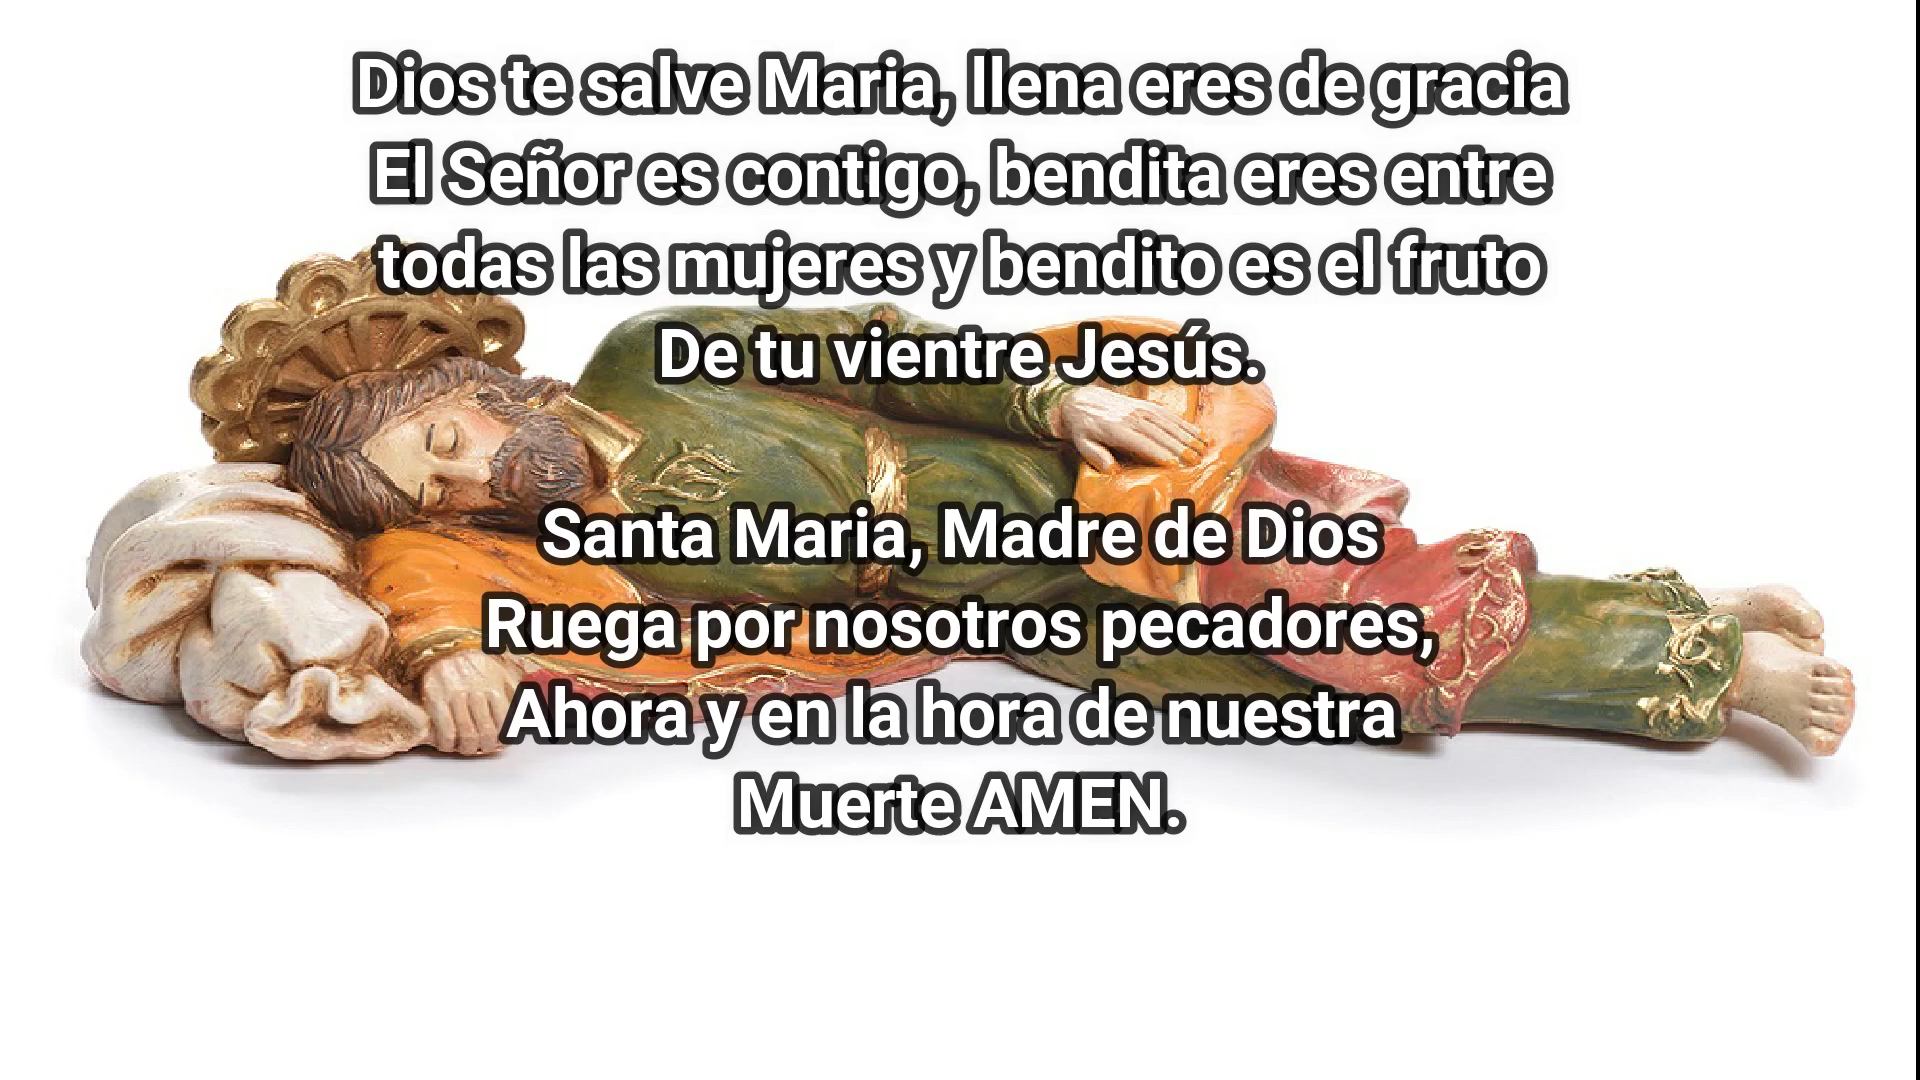 Dios te salve Maria, llena eres de gracia
El Señor es contigo, bendita eres entre
todas las mujeres y bendito es el fruto
De tu vientre Jesús.
Santa Maria, Madre de Dios
Ruega por nosotros pecadores,
Ahora y en la hora de nuestra
Muerte AMEN.